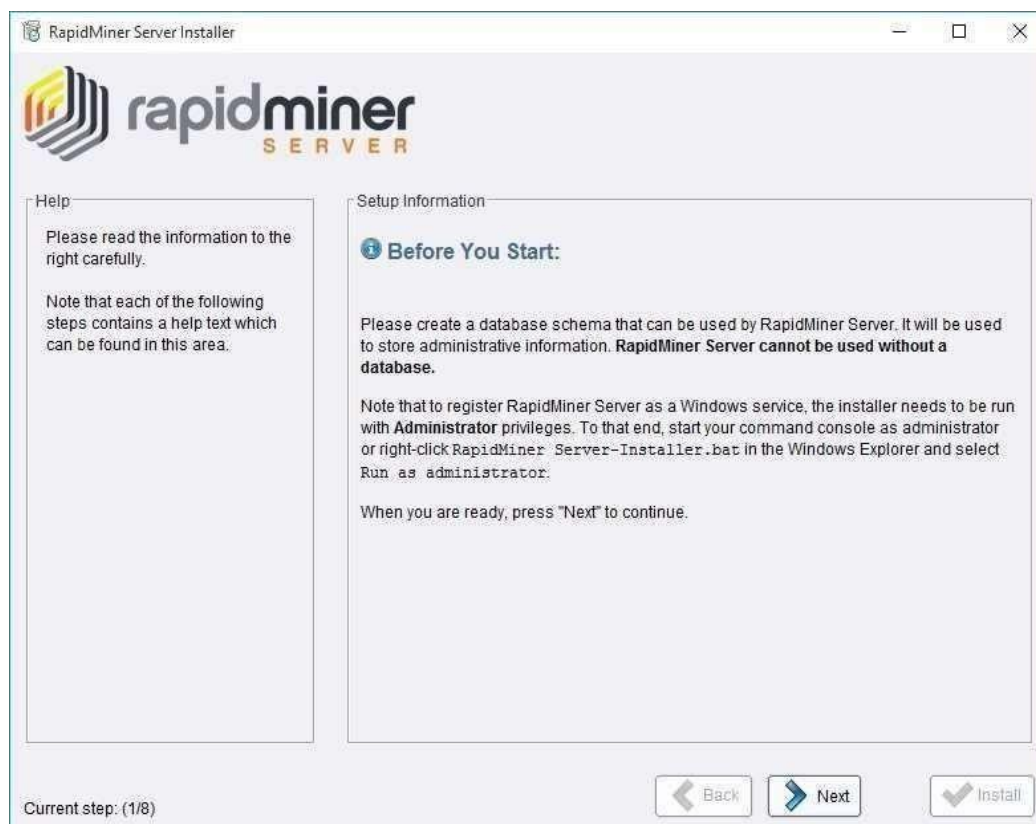 RapidMiner Server Installer
rapidminer
SERVER
Help
Please read the information to the
right carefully.
Note that each of the following
steps contains a help text which
can be found in this area.
Setup Information
Before You Start:
Please create a database schema that can be used by RapidMiner Server. It will be used
to store administrative information. RapidMiner Server cannot be used without a
database.
Note that to register RapidMiner Server as a Windows service, the installer needs to be run
with Administrator privileges. To that end, start your command console as administrator
or right-click RapidMiner Server-Installer.bat in the Windows Explorer and select
Run as administrator.
When you are ready, press "Next" to continue.
Current step: (1/8)
Back
Next
Install